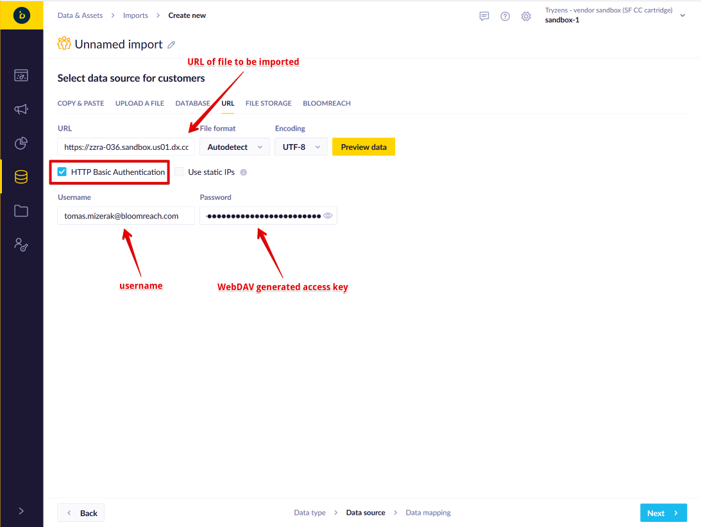 Data & Assets > Imports > Create new
Tryzens - vendor sandbox (SF CC cartridge)
sandbox-1
Unnamed import
URL of file to be imported
Select data source for customers
COPY & PASTE UPLOAD A FILE DATABASE URL FILE STORAGE BLOOMREACH
URL File format Encoding
https://zzra-036.sandbox.us01.dx.cc Autodetect UTF-8 Preview data
HTTP Basic Authentication Use static IPs
Username Password
tomas.mizerak@bloomreach.com
username WebDAV generated access key
< Back Data type > Data source > Data mapping Next >